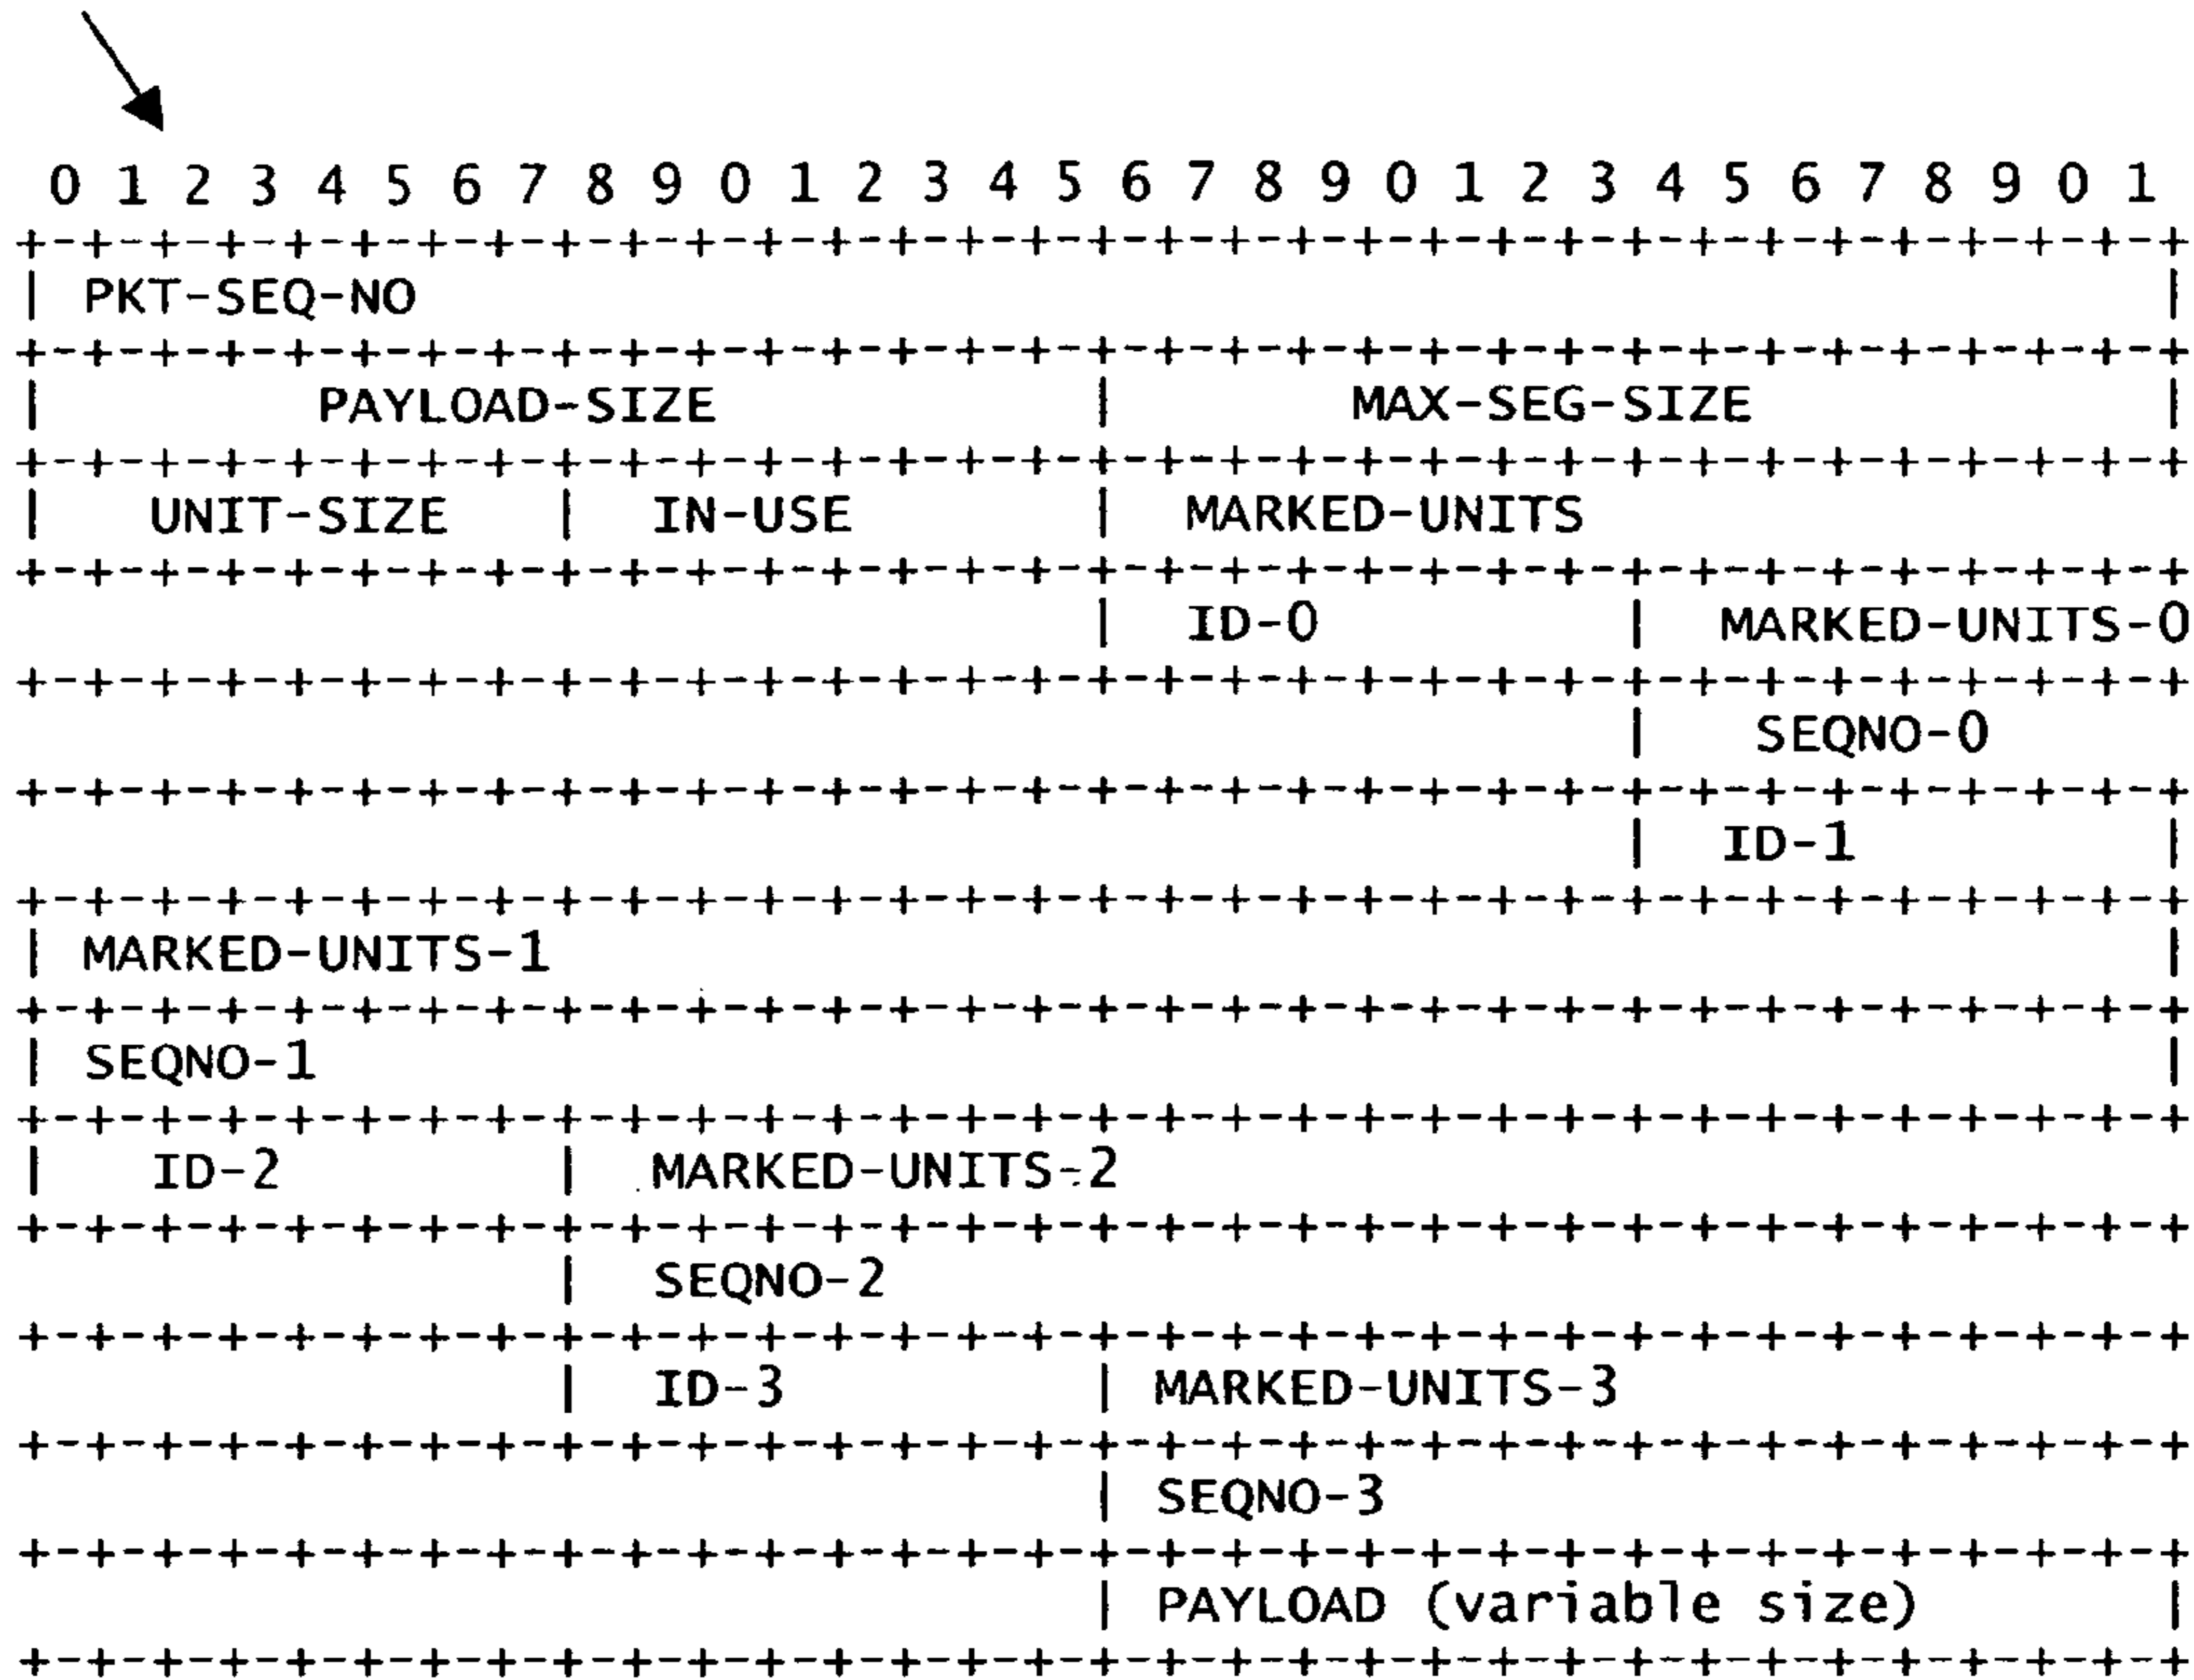 0 1 2 3 4 5 6 7 8 9 0 1 2 3 4 5 6 7 8 9 0 1 2 3 4 5 6 7 8 9 0 1
+-+-+-+-+-+-+-+-+-+-+-+-+-+-+-+-+-+-+-+-+-+-+-+-+-+-+-+-+-+-+-+-+
| PKT-SEQ-NO                                                    |
+-+-+-+-+-+-+-+-+-+-+-+-+-+-+-+-+-+-+-+-+-+-+-+-+-+-+-+-+-+-+-+-+
|        PAYLOAD-SIZE           |       MAX-SEG-SIZE            |
+-+-+-+-+-+-+-+-+-+-+-+-+-+-+-+-+-+-+-+-+-+-+-+-+-+-+-+-+-+-+-+-+
|   UNIT-SIZE   |  IN-USE       |  MARKED-UNITS
+-+-+-+-+-+-+-+-+-+-+-+-+-+-+-+-+-+-+-+-+-+-+-+-+-+-+-+-+-+-+-+-+
                                |  ID-0         |  MARKED-UNITS-0
+-+-+-+-+-+-+-+-+-+-+-+-+-+-+-+-+-+-+-+-+-+-+-+-+-+-+-+-+-+-+-+-+
                                                |   SEQNO-0
+-+-+-+-+-+-+-+-+-+-+-+-+-+-+-+-+-+-+-+-+-+-+-+-+-+-+-+-+-+-+-+-+
                                                |  ID-1         |
+-+-+-+-+-+-+-+-+-+-+-+-+-+-+-+-+-+-+-+-+-+-+-+-+-+-+-+-+-+-+-+-+
| MARKED-UNITS-1                                                |
+-+-+-+-+-+-+-+-+-+-+-+-+-+-+-+-+-+-+-+-+-+-+-+-+-+-+-+-+-+-+-+-+
| SEQNO-1                                                       |
+-+-+-+-+-+-+-+-+-+-+-+-+-+-+-+-+-+-+-+-+-+-+-+-+-+-+-+-+-+-+-+-+
|   ID-2        |  MARKED-UNITS-2
+-+-+-+-+-+-+-+-+-+-+-+-+-+-+-+-+-+-+-+-+-+-+-+-+-+-+-+-+-+-+-+-+
                |  SEQNO-2
+-+-+-+-+-+-+-+-+-+-+-+-+-+-+-+-+-+-+-+-+-+-+-+-+-+-+-+-+-+-+-+-+
                |  ID-3         | MARKED-UNITS-3
+-+-+-+-+-+-+-+-+-+-+-+-+-+-+-+-+-+-+-+-+-+-+-+-+-+-+-+-+-+-+-+-+
                                | SEQNO-3
+-+-+-+-+-+-+-+-+-+-+-+-+-+-+-+-+-+-+-+-+-+-+-+-+-+-+-+-+-+-+-+-+
                                | PAYLOAD (variable size)       |
+-+-+-+-+-+-+-+-+-+-+-+-+-+-+-+-+-+-+-+-+-+-+-+-+-+-+-+-+-+-+-+-+